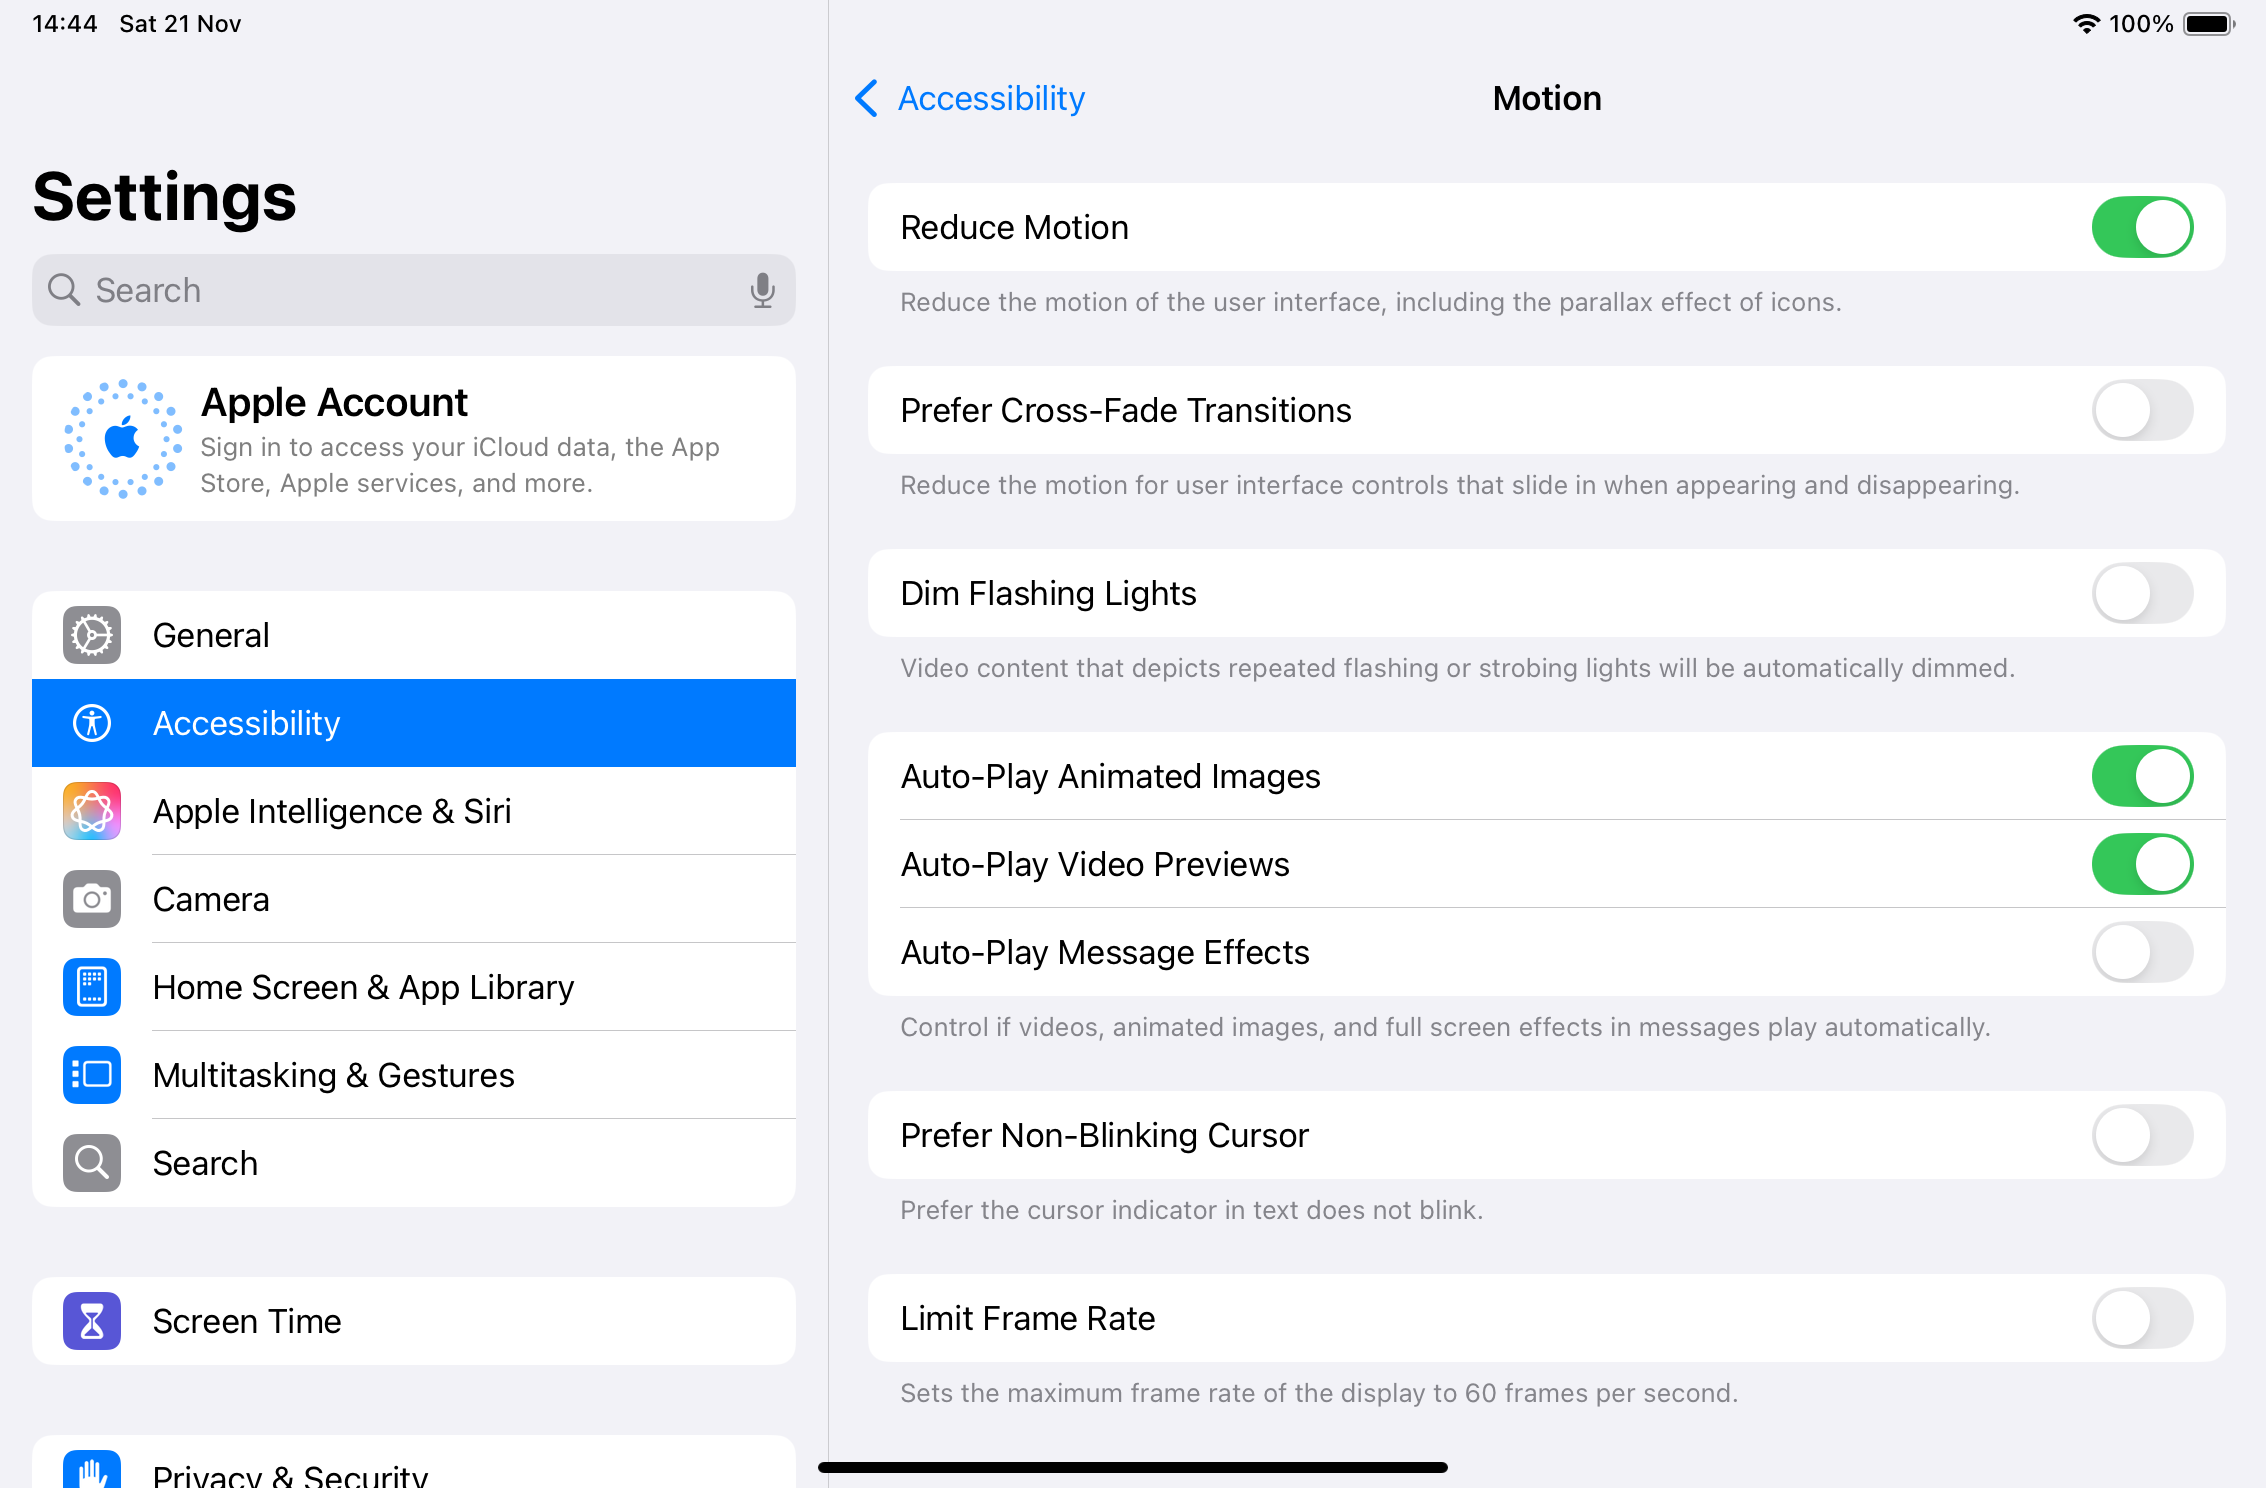 14:44 Sat 21 Nov
100%
Settings
Search
Apple Account
Sign in to access your iCloud data, the App
Store, Apple services, and more.
General
Accessibility
Apple Intelligence & Siri
Camera
Home Screen & App Library
Multitasking & Gestures
Search
Screen Time
Privacy & Security
Accessibility
Motion
Reduce Motion
Reduce the motion of the user interface, including the parallax effect of icons.
Prefer Cross-Fade Transitions
Reduce the motion for user interface controls that slide in when appearing and disappearing.
Dim Flashing Lights
Video content that depicts repeated flashing or strobing lights will be automatically dimmed.
Auto-Play Animated Images
Auto-Play Video Previews
Auto-Play Message Effects
Control if videos, animated images, and full screen effects in messages play automatically.
Prefer Non-Blinking Cursor
Prefer the cursor indicator in text does not blink.
Limit Frame Rate
Sets the maximum frame rate of the display to 60 frames per second.